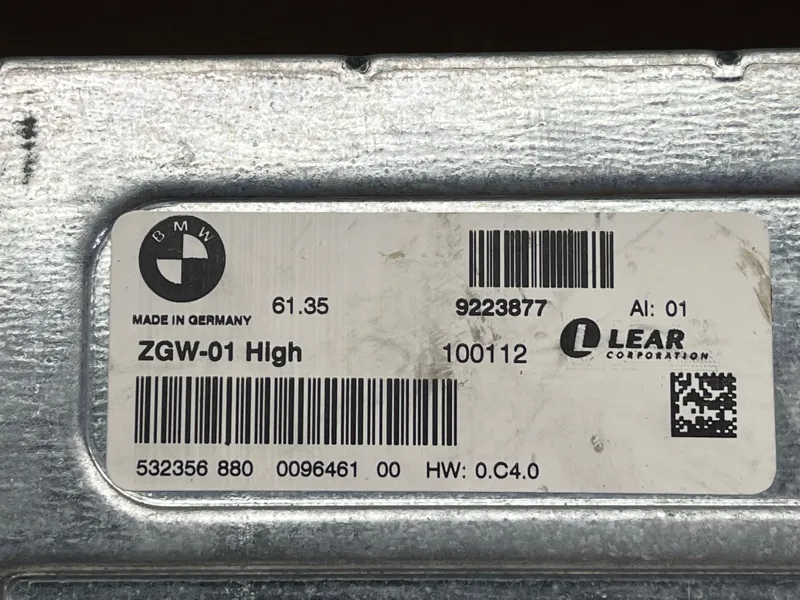 BMW
MADE IN GERMANY
61.35
9223877
AI: 01
ZGW-01 High
100112
L LEAR
CORPORATION
532356 880 0096461 00 HW: 0.C4.0